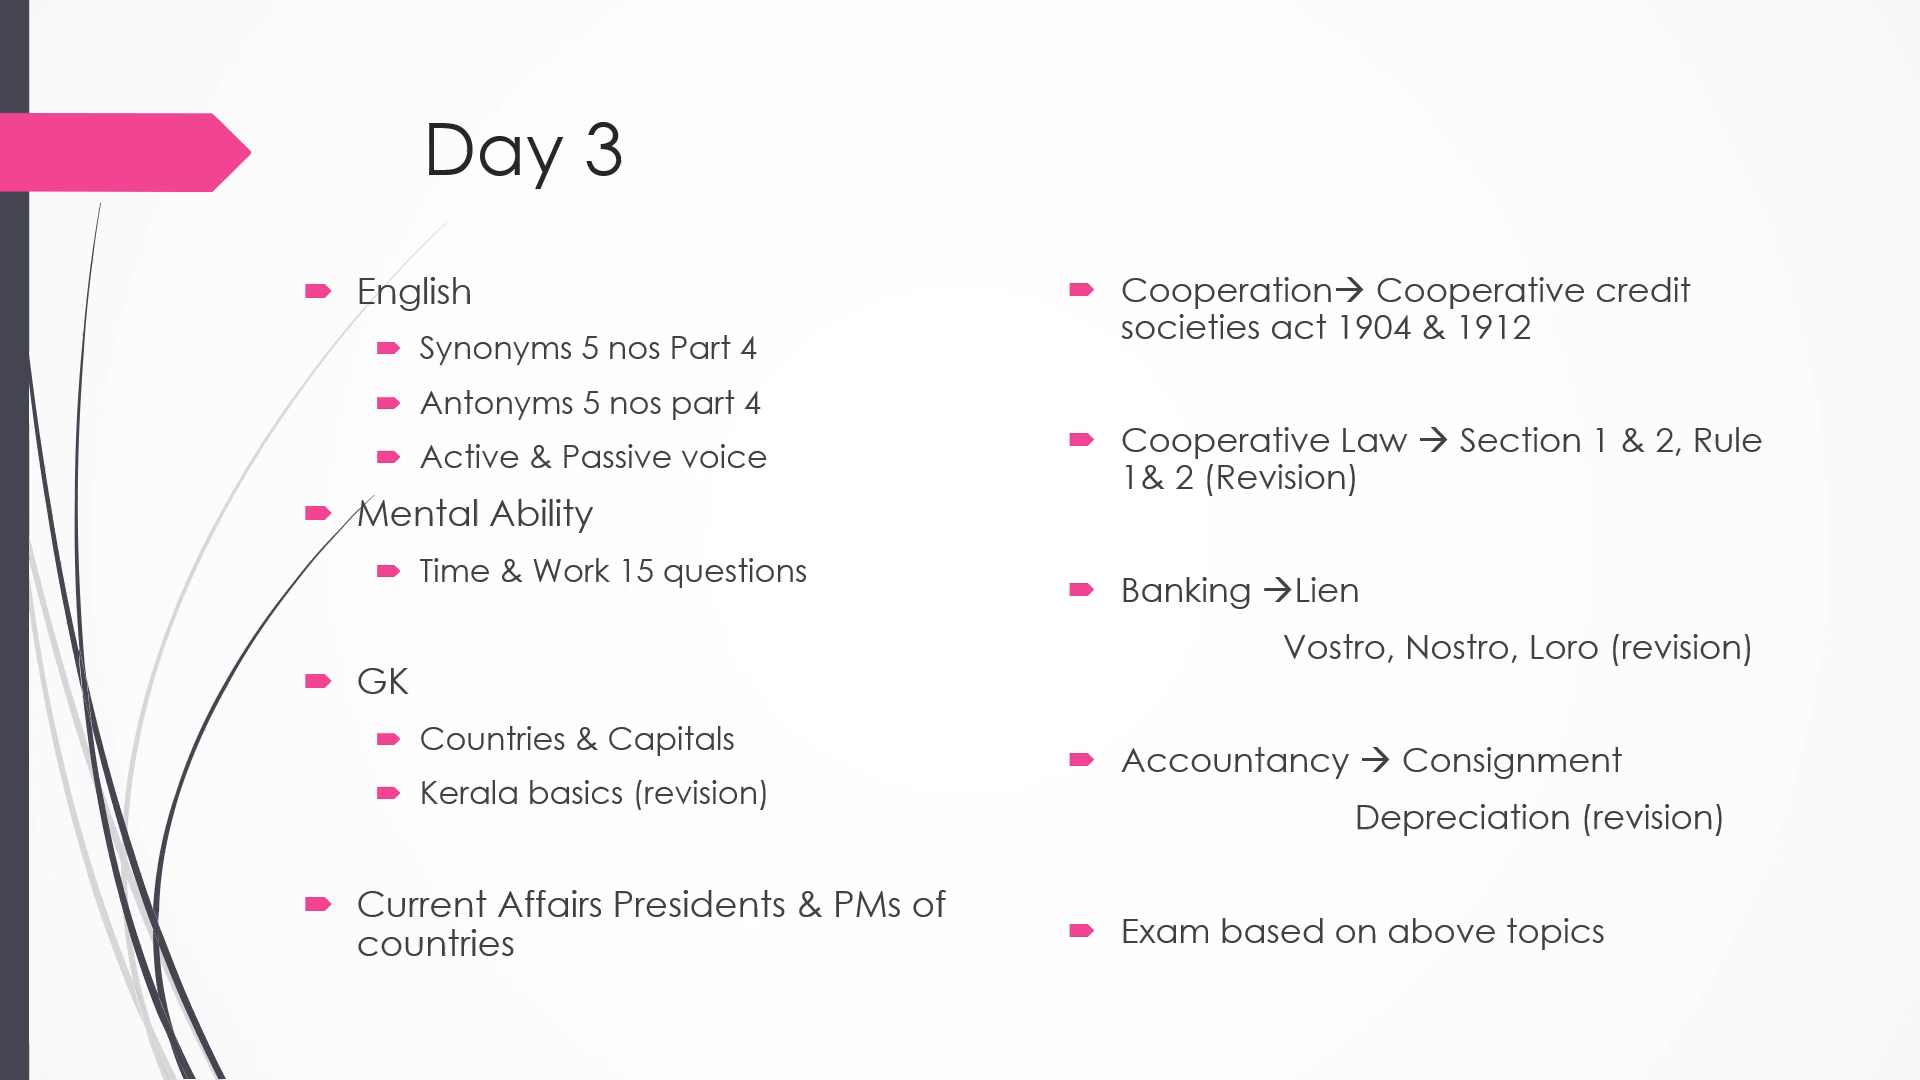 Day 3
English
Synonyms 5 nos Part 4
Antonyms 5 nos part 4
Active & Passive voice
Mental Ability
Time & Work 15 questions
GK
Countries & Capitals
Kerala basics (revision)
Current Affairs Presidents & PMs of
countries
Cooperation→ Cooperative credit
societies act 1904 & 1912
Cooperative Law → Section 1 & 2, Rule
1& 2 (Revision)
Banking →Lien
Vostro, Nostro, Loro (revision)
Accountancy → Consignment
Depreciation (revision)
Exam based on above topics